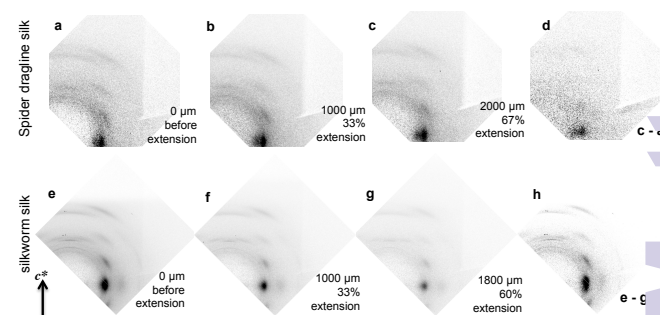 Spider dragline silk
a
b
c
d
0 µm
before
extension
1000 µm
33%
extension
2000 µm
67%
extension
silkworm silk
e
f
g
h
c*
0 µm
before
extension
1000 µm
33%
extension
1800 µm
60%
extension
e - g